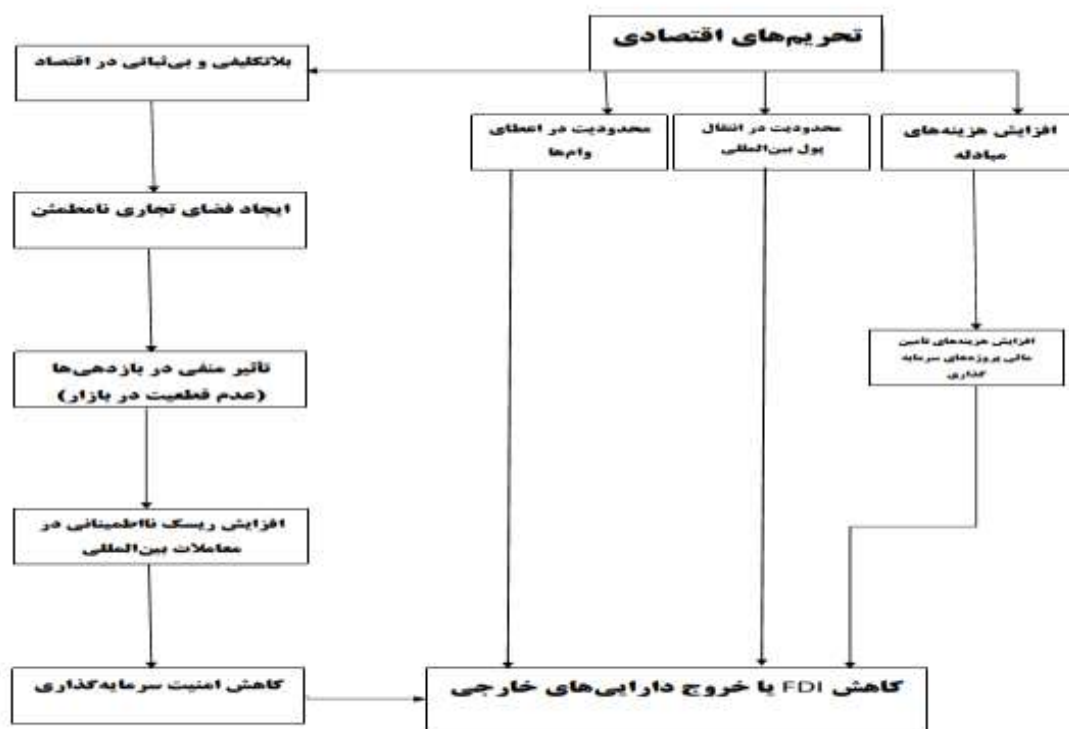 تحریم‌های اقتصادی
بلاتکلیفی و بی‌ثباتی در اقتصاد
افزایش هزینه‌های
مبادله
محدودیت در انتقال
پول بین‌المللی
محدودیت در اعطای
وام‌ها
ایجاد فضای تجاری نامطمئن
افزایش هزینه‌های تأمین
مالی پروژه‌های سرمایه
گذاری
تأثیر منفی در بازدهی‌ها
(عدم قطعیت در بازار)
افزایش ریسک نااطمینانی در
معاملات بین‌المللی
کاهش امنیت سرمایه‌گذاری
کاهش FDI یا خروج دارایی‌های خارجی